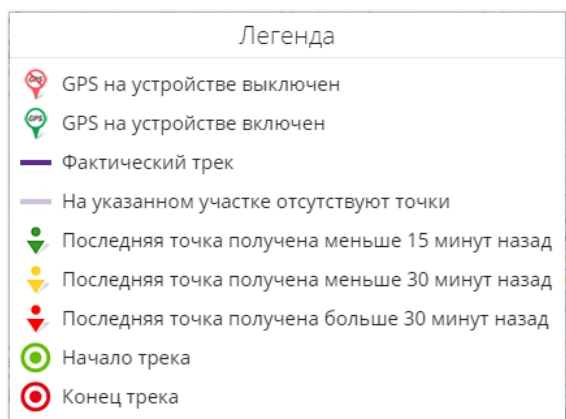 Легенда
GPS на устройстве выключен
GPS на устройстве включен
Фактический трек
На указанном участке отсутствуют точки
Последняя точка получена меньше 15 минут назад
Последняя точка получена меньше 30 минут назад
Последняя точка получена больше 30 минут назад
Начало трека
Конец трека